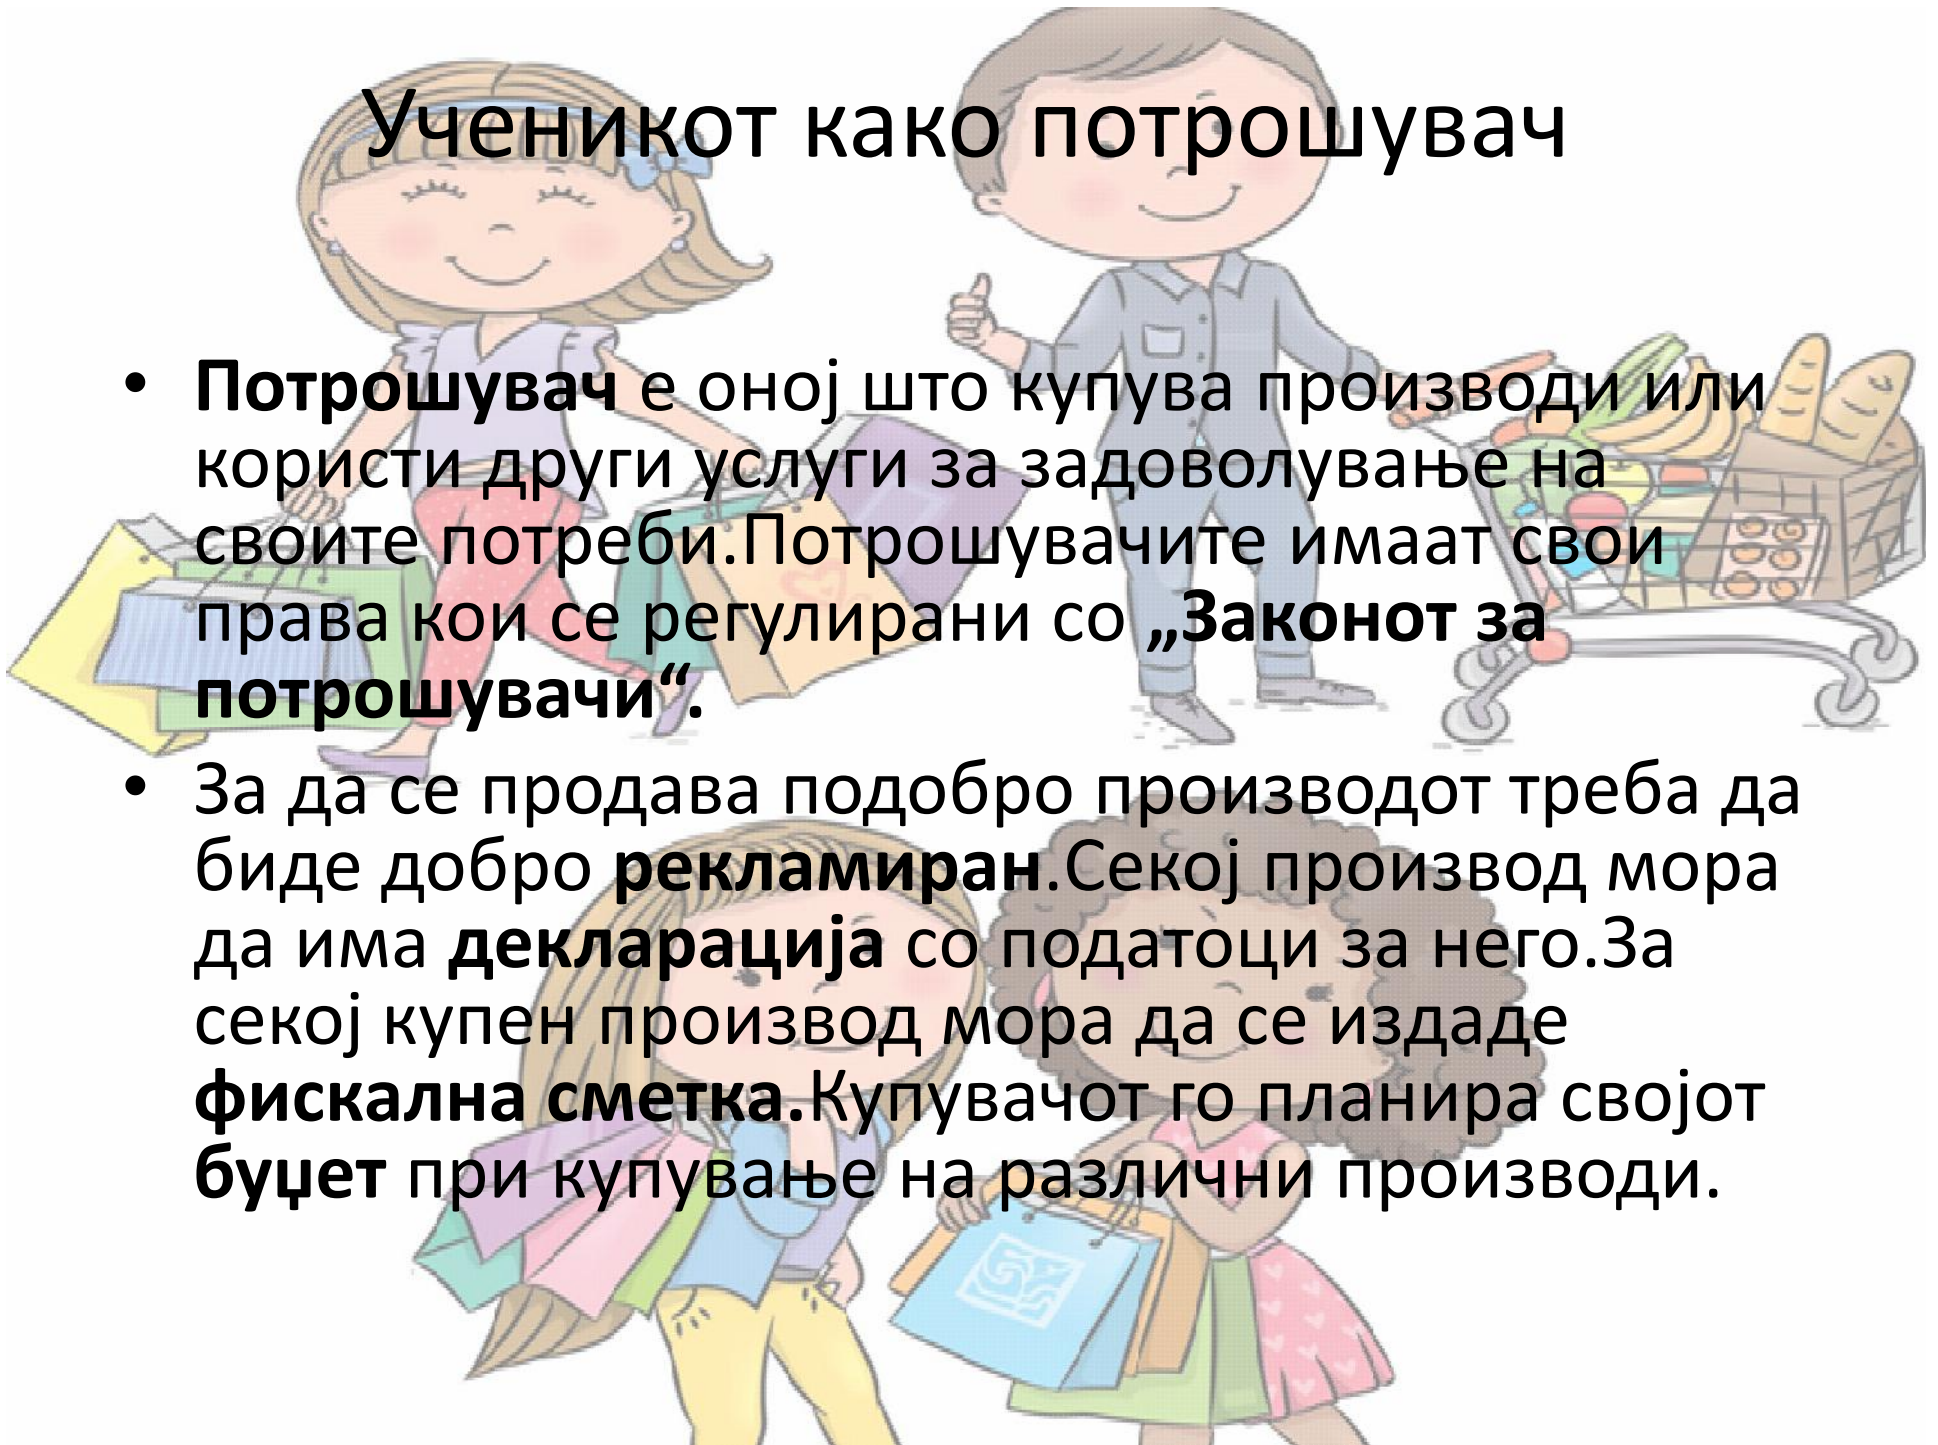 Ученикот како потрошувач
• Потрошувач е оној што купува производи или
користи други услуги за задоволување на
своите потреби.Потрошувачите имаат свои
права кои се регулирани со „Законот за
потрошувачи“.
• За да се продава подобро производот треба да
биде добро рекламиран.Секој производ мора
да има декларација со податоци за него.За
секој купен производ мора да се издаде
фискална сметка.Купувачот го планира својот
буџет при купување на различни производи.